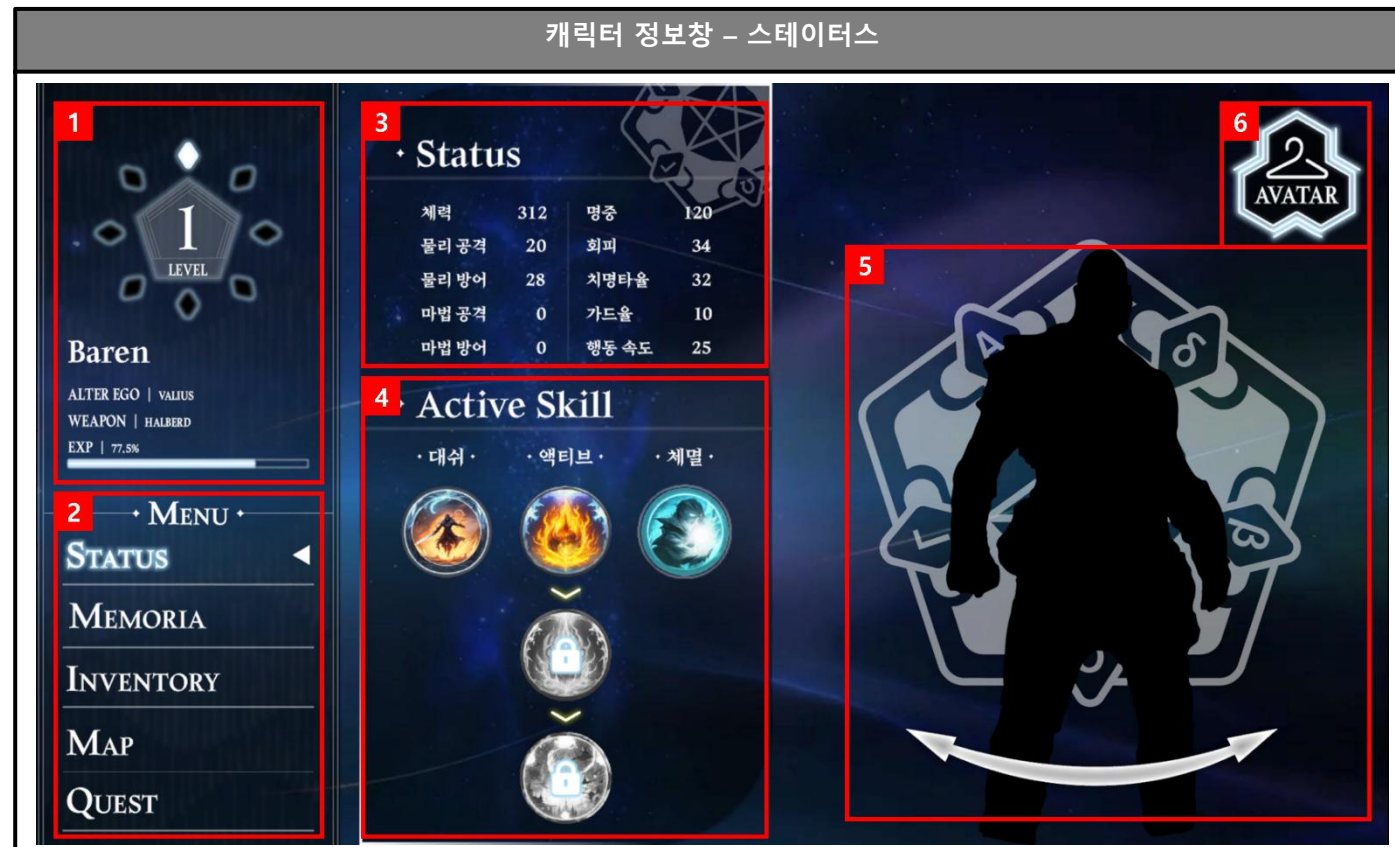 캐릭터 정보창 – 스테이터스
1
1
LEVEL
Baren
ALTER EGO | VALIUS
WEAPON | HALBERD
EXP | 77.5%
2
· MENU ·
STATUS
MEMORIA
INVENTORY
MAP
QUEST
3
· Status
체력 312 명중 120
물리 공격 20 회피 34
물리 방어 28 치명타율 32
마법 공격 0 가드율 10
마법 방어 0 행동 속도 25
4
· Active Skill
· 대쉬 · · 액티브 · · 체멸 ·
5
6
AVATAR